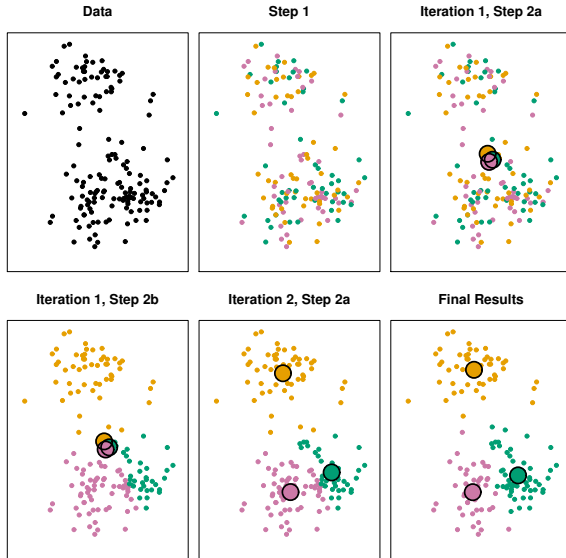 Data
Step 1
Iteration 1, Step 2a
Iteration 1, Step 2b
Iteration 2, Step 2a
Final Results